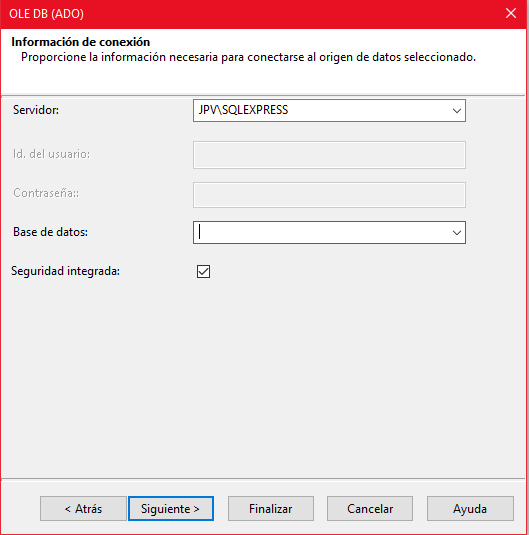 OLE DB (ADO)
Información de conexión
Proporcione la información necesaria para conectarse al origen de datos seleccionado.
Servidor: JPV\SQLEXPRESS
Id. del usuario:
Contraseña::
Base de datos:
Seguridad integrada:
< Atrás Siguiente > Finalizar Cancelar Ayuda